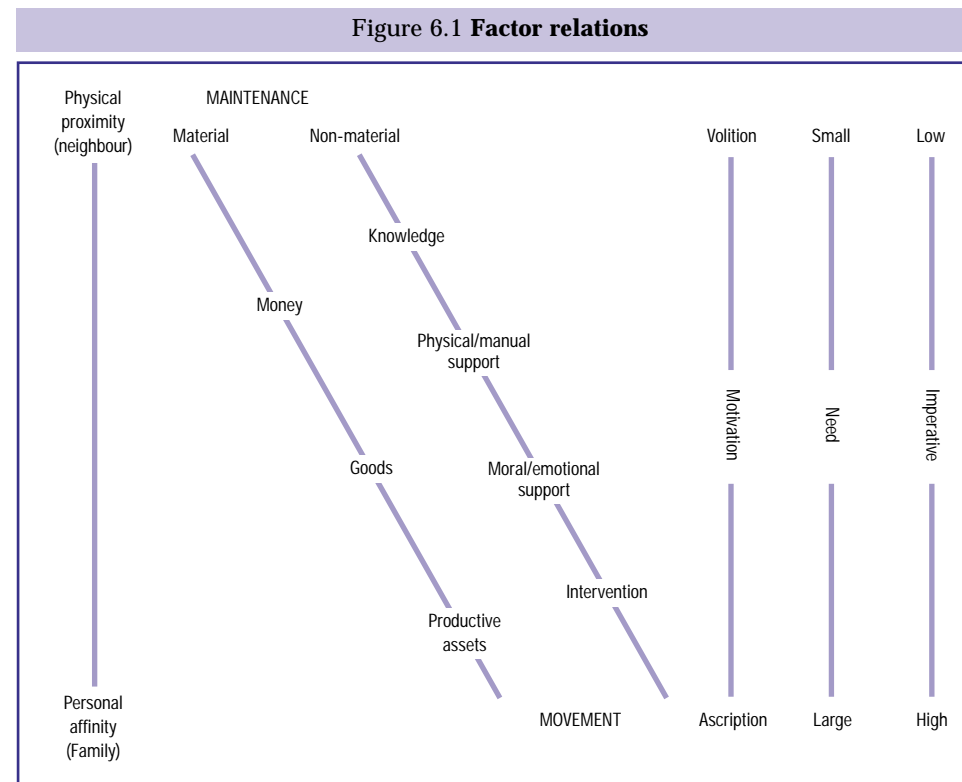 Figure 6.1 Factor relations
Physical
proximity
(neighbour)
MAINTENANCE
Material
Non-material
Volition
Small
Low
Knowledge
Money
Physical/manual
support
Motivation
Need
Imperative
Goods
Moral/emotional
support
Intervention
Productive
assets
Personal
affinity
(Family)
MOVEMENT
Ascription
Large
High